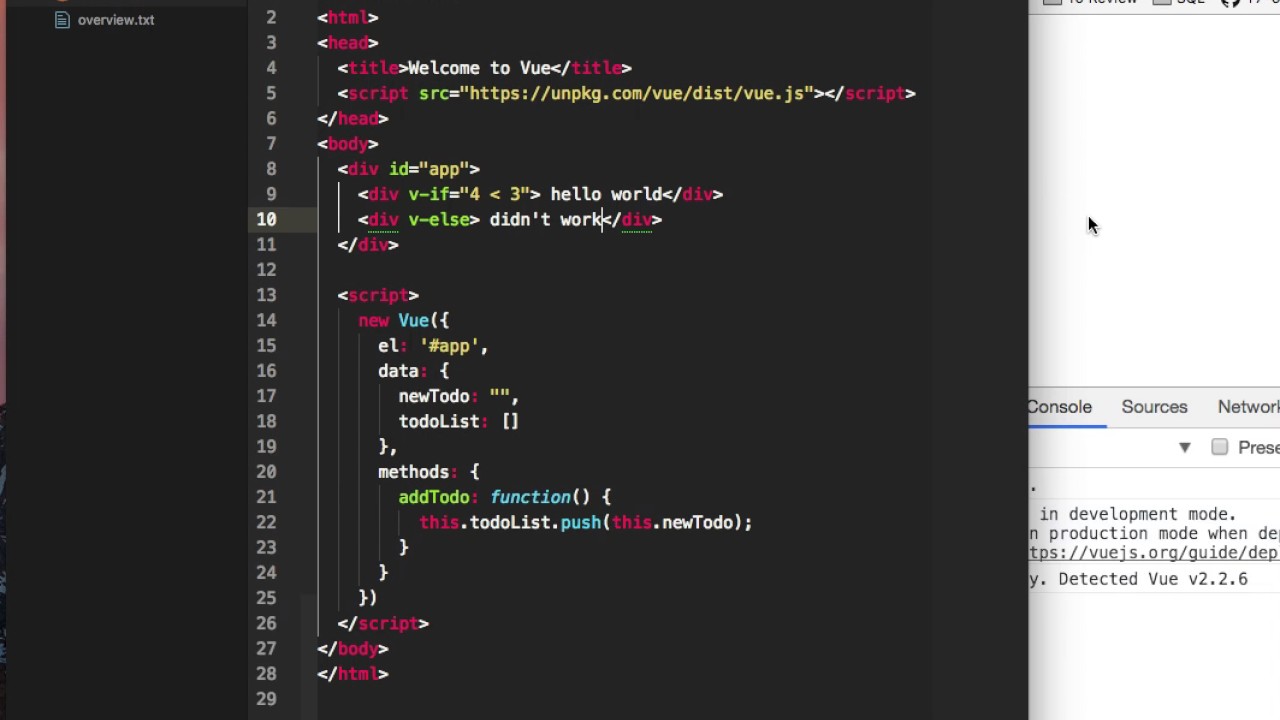 overview.txt
2 <html>
3 <head>
4 <title>Welcome to Vue</title>
5 <script src="https://unpkg.com/vue/dist/vue.js"></script>
6 </head>
7 <body>
8 <div id="app">
9 <div v-if="4 < 3"> hello world</div>
10 <div v-else> didn't work</div>
11 </div>
12
13 <script>
14 new Vue({
15 el: '#app',
16 data: {
17 newTodo: "",
18 todoList: []
19 },
20 methods: {
21 addTodo: function() {
22 this.todoList.push(this.newTodo);
23 }
24 }
25 })
26 </script>
27 </body>
28 </html>
29
Console Sources Network
Prese
.
in development mode.
n production mode when dep
tps://vuejs.org/guide/dep
y. Detected Vue v2.2.6